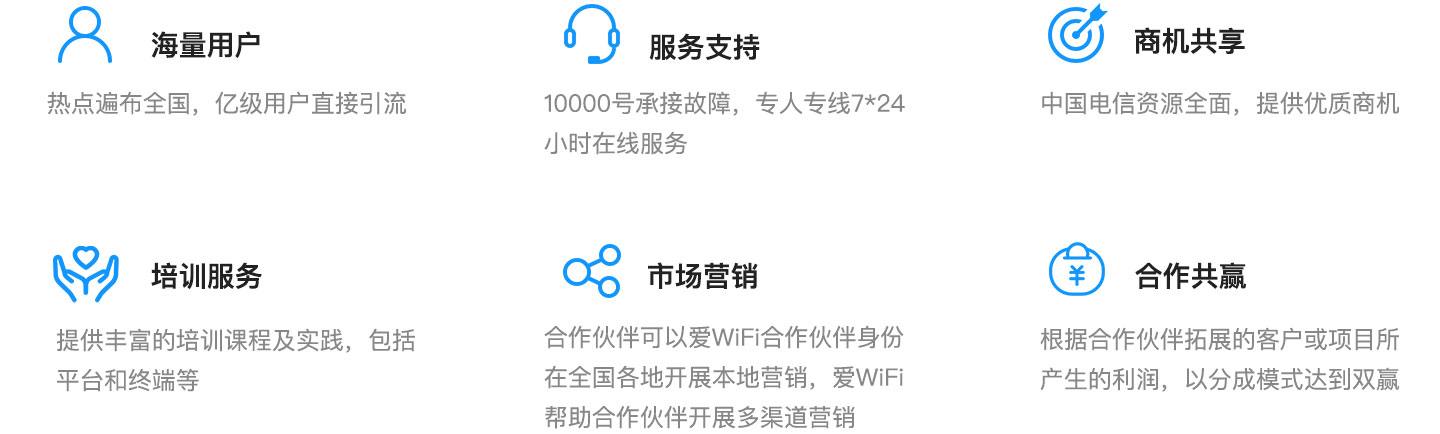 海量用户
热点遍布全国，亿级用户直接引流
服务支持
10000号承接故障，专人专线7*24
小时在线服务
商机共享
中国电信资源全面，提供优质商机
培训服务
提供丰富的培训课程及实践，包括
平台和终端等
市场营销
合作伙伴可以爱WiFi合作伙伴身份
在全国各地开展本地营销，爱WiFi
帮助合作伙伴开展多渠道营销
合作共赢
根据合作伙伴拓展的客户或项目所
产生的利润，以分成模式达到双赢